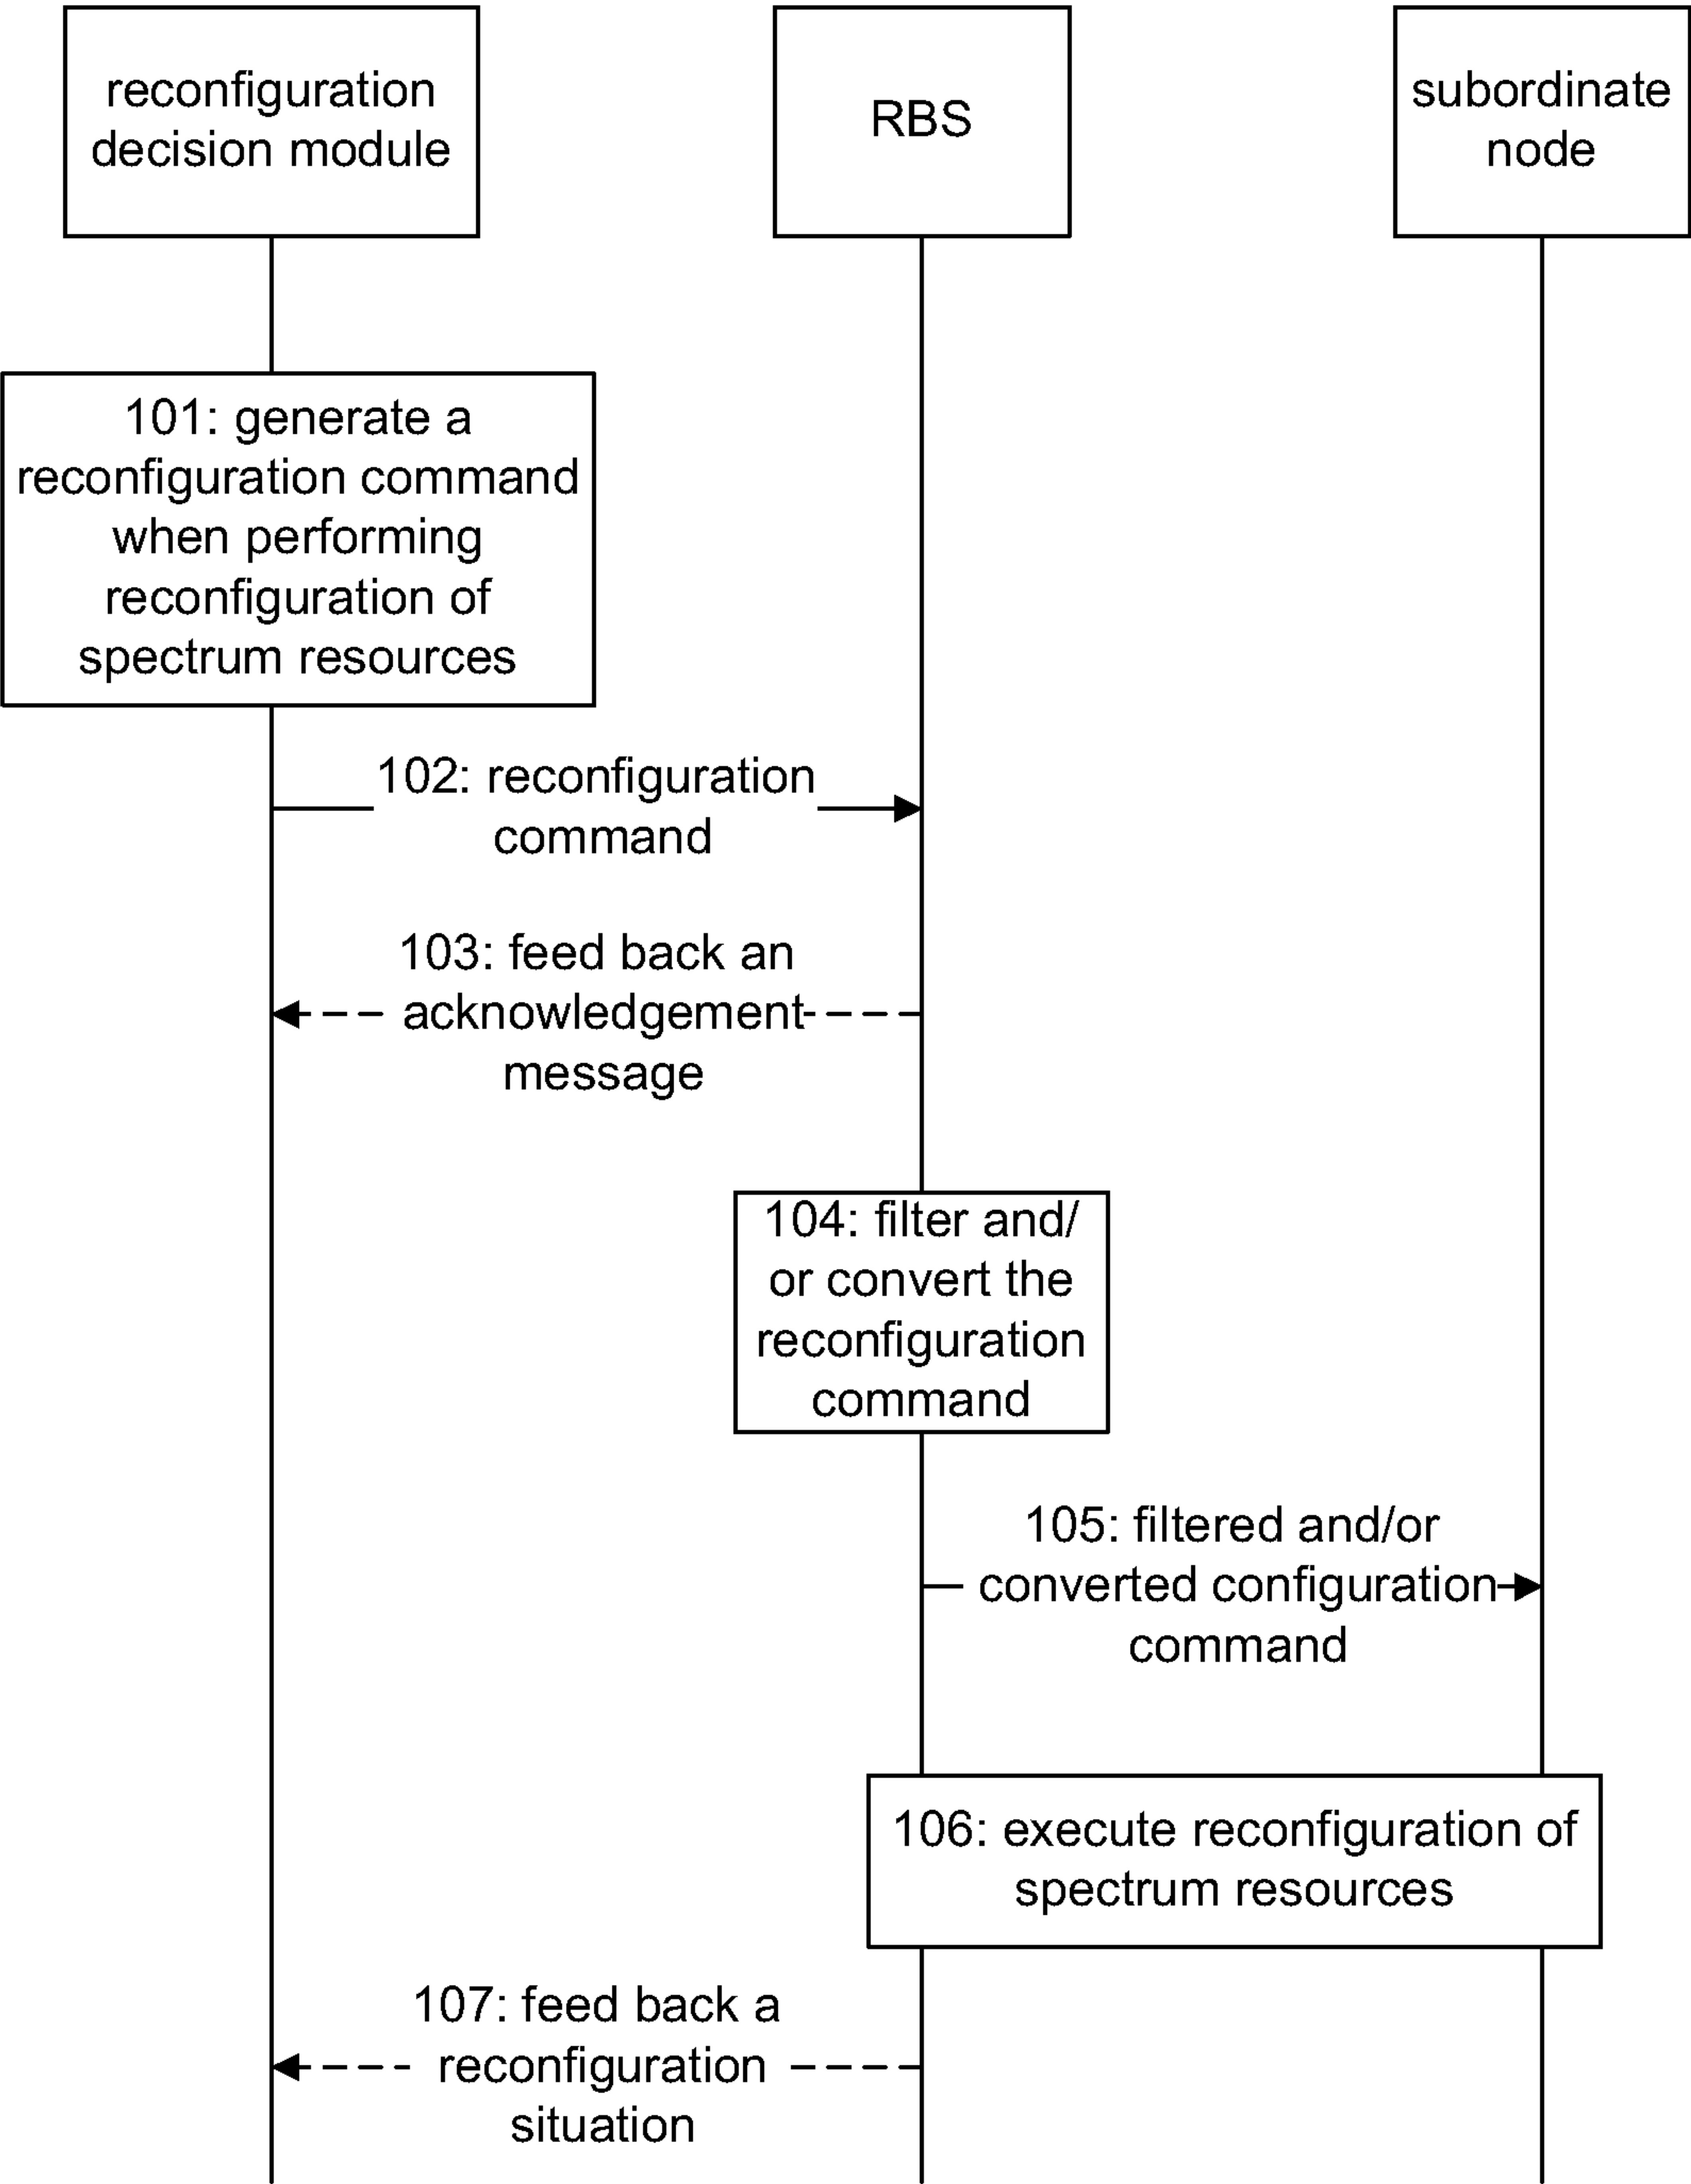 reconfiguration
decision module
RBS
subordinate
node
101: generate a
reconfiguration command
when performing
reconfiguration of
spectrum resources
102: reconfiguration
command
103: feed back an
acknowledgement
message
104: filter and/
or convert the
reconfiguration
command
105: filtered and/or
converted configuration
command
106: execute reconfiguration of
spectrum resources
107: feed back a
reconfiguration
situation